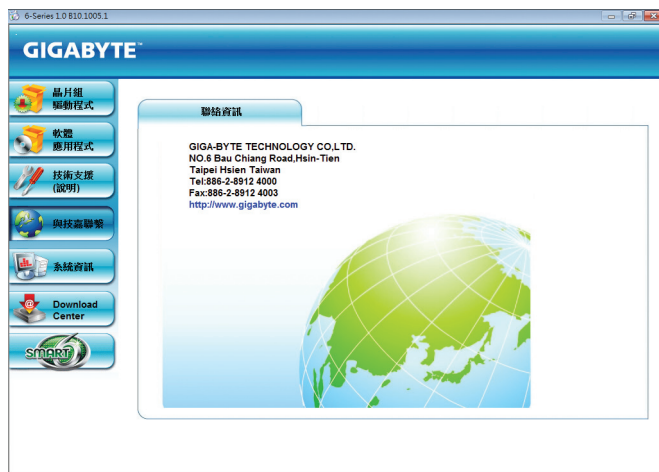 6-Series 1.0 B10.1005.1
GIGABYTE™
晶片組
驅動程式
軟體
應用程式
技術支援
(說明)
與技嘉聯繫
系統資訊
Download
Center
SMART6
聯絡資訊
GIGA-BYTE TECHNOLOGY CO,LTD.
NO.6 Bau Chiang Road,Hsin-Tien
Taipei Hsien Taiwan
Tel:886-2-8912 4000
Fax:886-2-8912 4003
http://www.gigabyte.com